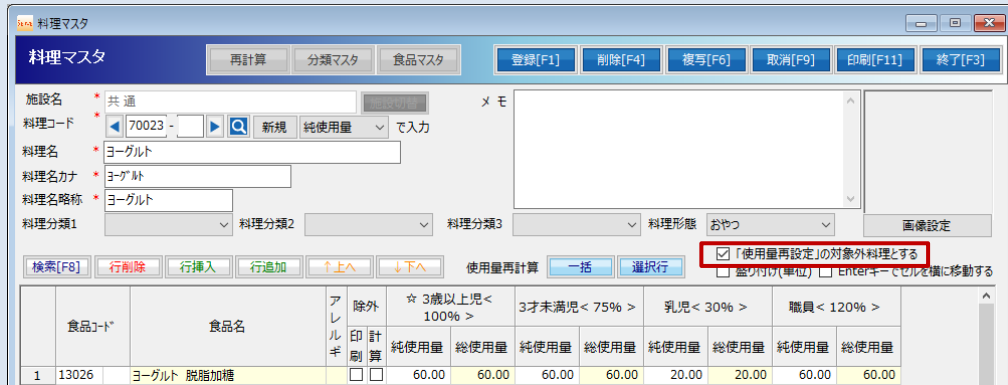 料理マスタ
料理マスタ 再計算 分類マスタ 食品マスタ 登録[F1] 削除[F4] 複写[F6] 取消[F9] 印刷[F11] 終了[F3]
施設名 * 共通 施設切替 メモ
料理コード * 70023 - 新規 純使用量 で入力
料理名 * ヨーグルト
料理名カナ * ﾖｰｸﾞﾙﾄ
料理名略称 * ヨーグルト
料理分類1 料理分類2 料理分類3 料理形態 おやつ 画像設定
「使用量再設定」の対象外料理とする
検索[F8] 行削除 行挿入 行追加 ↑上へ ↓下へ 使用量再計算 一括 選択行
盛り付け(単位) Enterキーでセルを横に移動する
食品ｺｰﾄﾞ 食品名 アレルギ 除外 印刷 計算 ☆ 3歳以上児< 100% > 3才未満児< 75% > 乳児< 30% > 職員< 120% >
純使用量 総使用量 純使用量 総使用量 純使用量 総使用量 純使用量 総使用量
1 13026 ヨーグルト 脱脂加糖 60.00 60.00 60.00 60.00 20.00 20.00 60.00 60.00